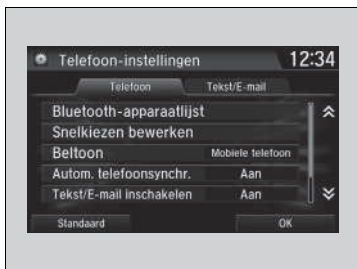 Telefoon-instellingen 12:34
Telefoon Tekst/E-mail
Bluetooth-apparaatlijst
Snelkiezen bewerken
Beltoon Mobiele telefoon
Autom. telefoonsynchr. Aan
Tekst/E-mail inschakelen Aan
Standaard OK